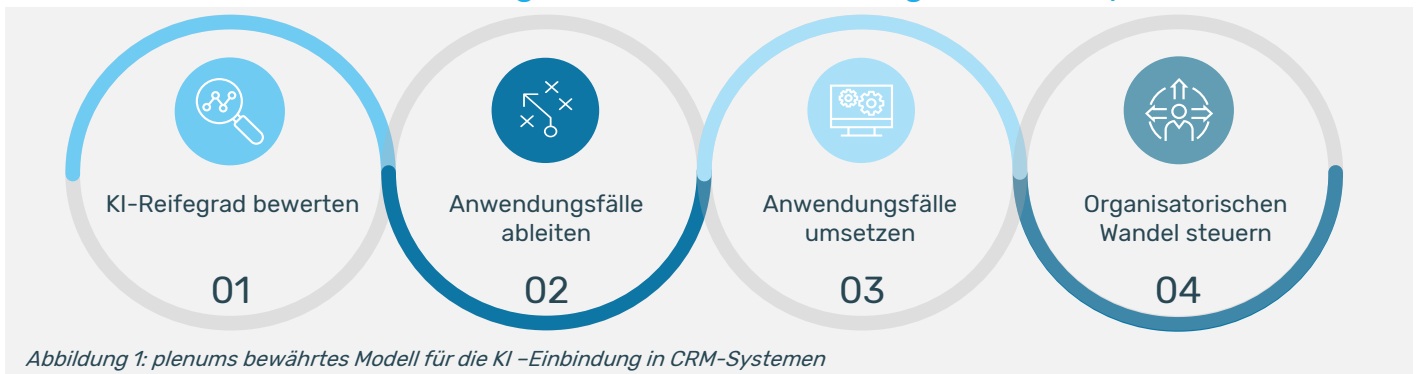 KI-Reifegrad bewerten
01
Anwendungsfälle
ableiten
02
Anwendungsfälle
umsetzen
03
Organisatorischen
Wandel steuern
04
Abbildung 1: plenums bewährtes Modell für die KI –Einbindung in CRM-Systemen